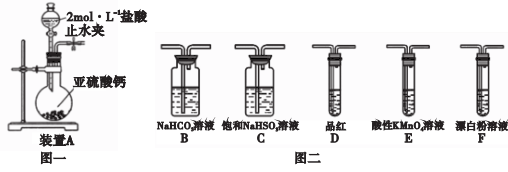 2mol·L⁻¹盐酸
止水夹
亚硫酸钙
装置A
图一
NaHCO₃溶液 饱和NaHSO₃溶液 品红 酸性KMnO₄溶液 漂白粉溶液
B C D E F
图二